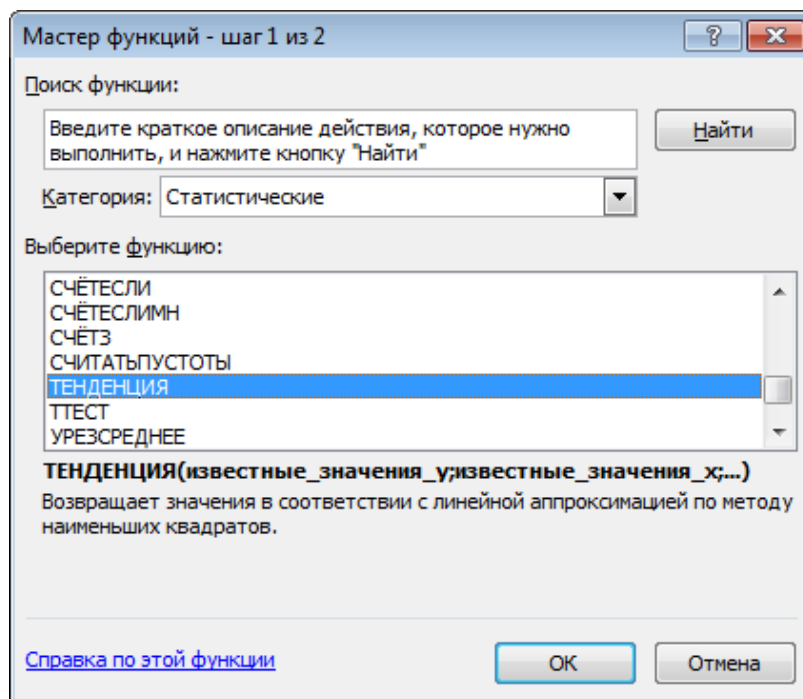 Мастер функций - шаг 1 из 2
Поиск функции:
Введите краткое описание действия, которое нужно
выполнить, и нажмите кнопку "Найти"
Найти
Категория: Статистические
Выберите функцию:
СЧЁТЕСЛИ
СЧЁТЕСЛИМН
СЧЁТЗ
СЧИТАТЬПУСТОТЫ
ТЕНДЕНЦИЯ
ТТЕСТ
УРЕЗСРЕДНЕЕ
ТЕНДЕНЦИЯ(известные_значения_y;известные_значения_x;...)
Возвращает значения в соответствии с линейной аппроксимацией по методу
наименьших квадратов.
Справка по этой функции
ОК
Отмена